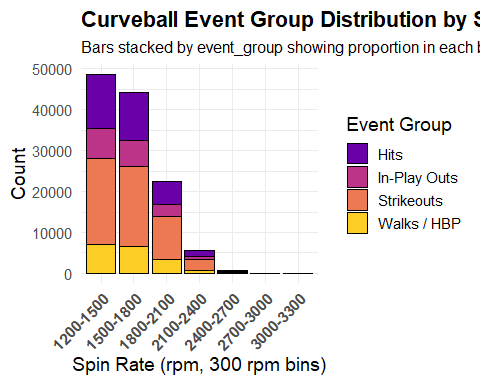 Curveball Event Group Distribution by
Bars stacked by event_group showing proportion in each
Count
50000
40000
30000
20000
10000
0
1200-1500
1500-1800
1800-2100
2100-2400
2400-2700
2700-3000
3000-3300
Spin Rate (rpm, 300 rpm bins)
Event Group
Hits
In-Play Outs
Strikeouts
Walks / HBP